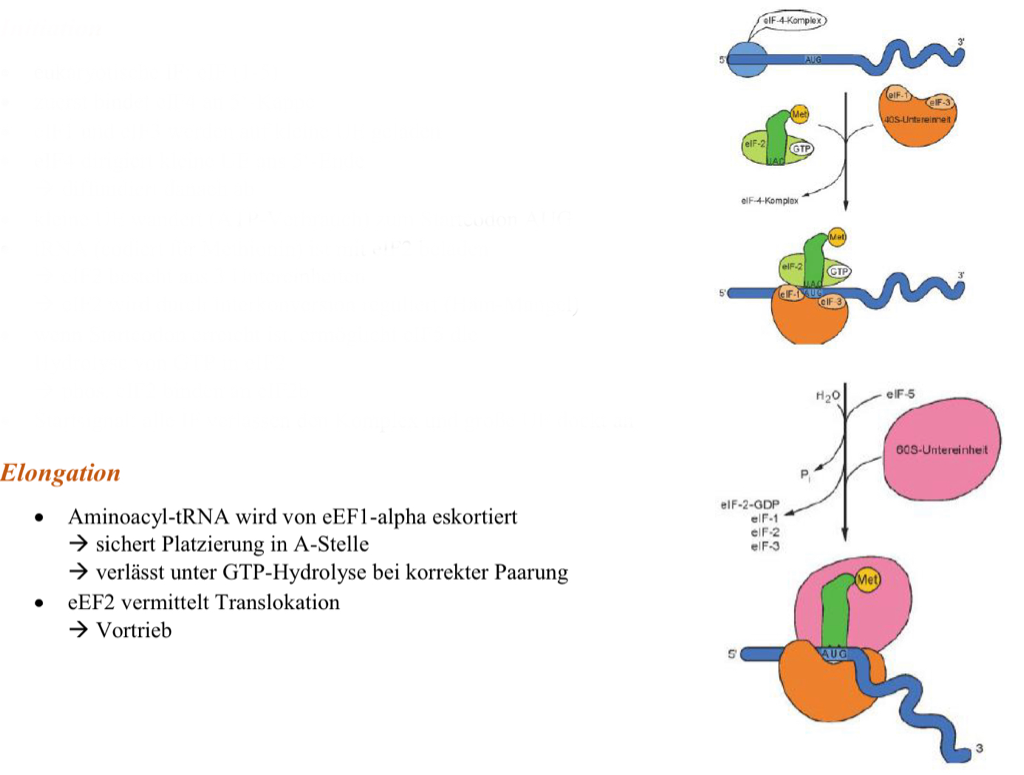 eIF-4-Komplex
5'
AUG
3'
eIF-1
eIF-3
40S-Untereinheit
Met
eIF-2
GTP
UAC
eIF-4-Komplex
Met
eIF-2
GTP
UAC
5'
eIF-1
AUG
eIF-3
3'
H₂O
eIF-5
60S-Untereinheit
Pi
eIF-2-GDP
eIF-1
eIF-2
eIF-3
Elongation
• Aminoacyl-tRNA wird von eEF1-alpha eskortiert
→ sichert Platzierung in A-Stelle
→ verlässt unter GTP-Hydrolyse bei korrekter Paarung
• eEF2 vermittelt Translokation
→ Vortrieb
Met
5'
AUG
3